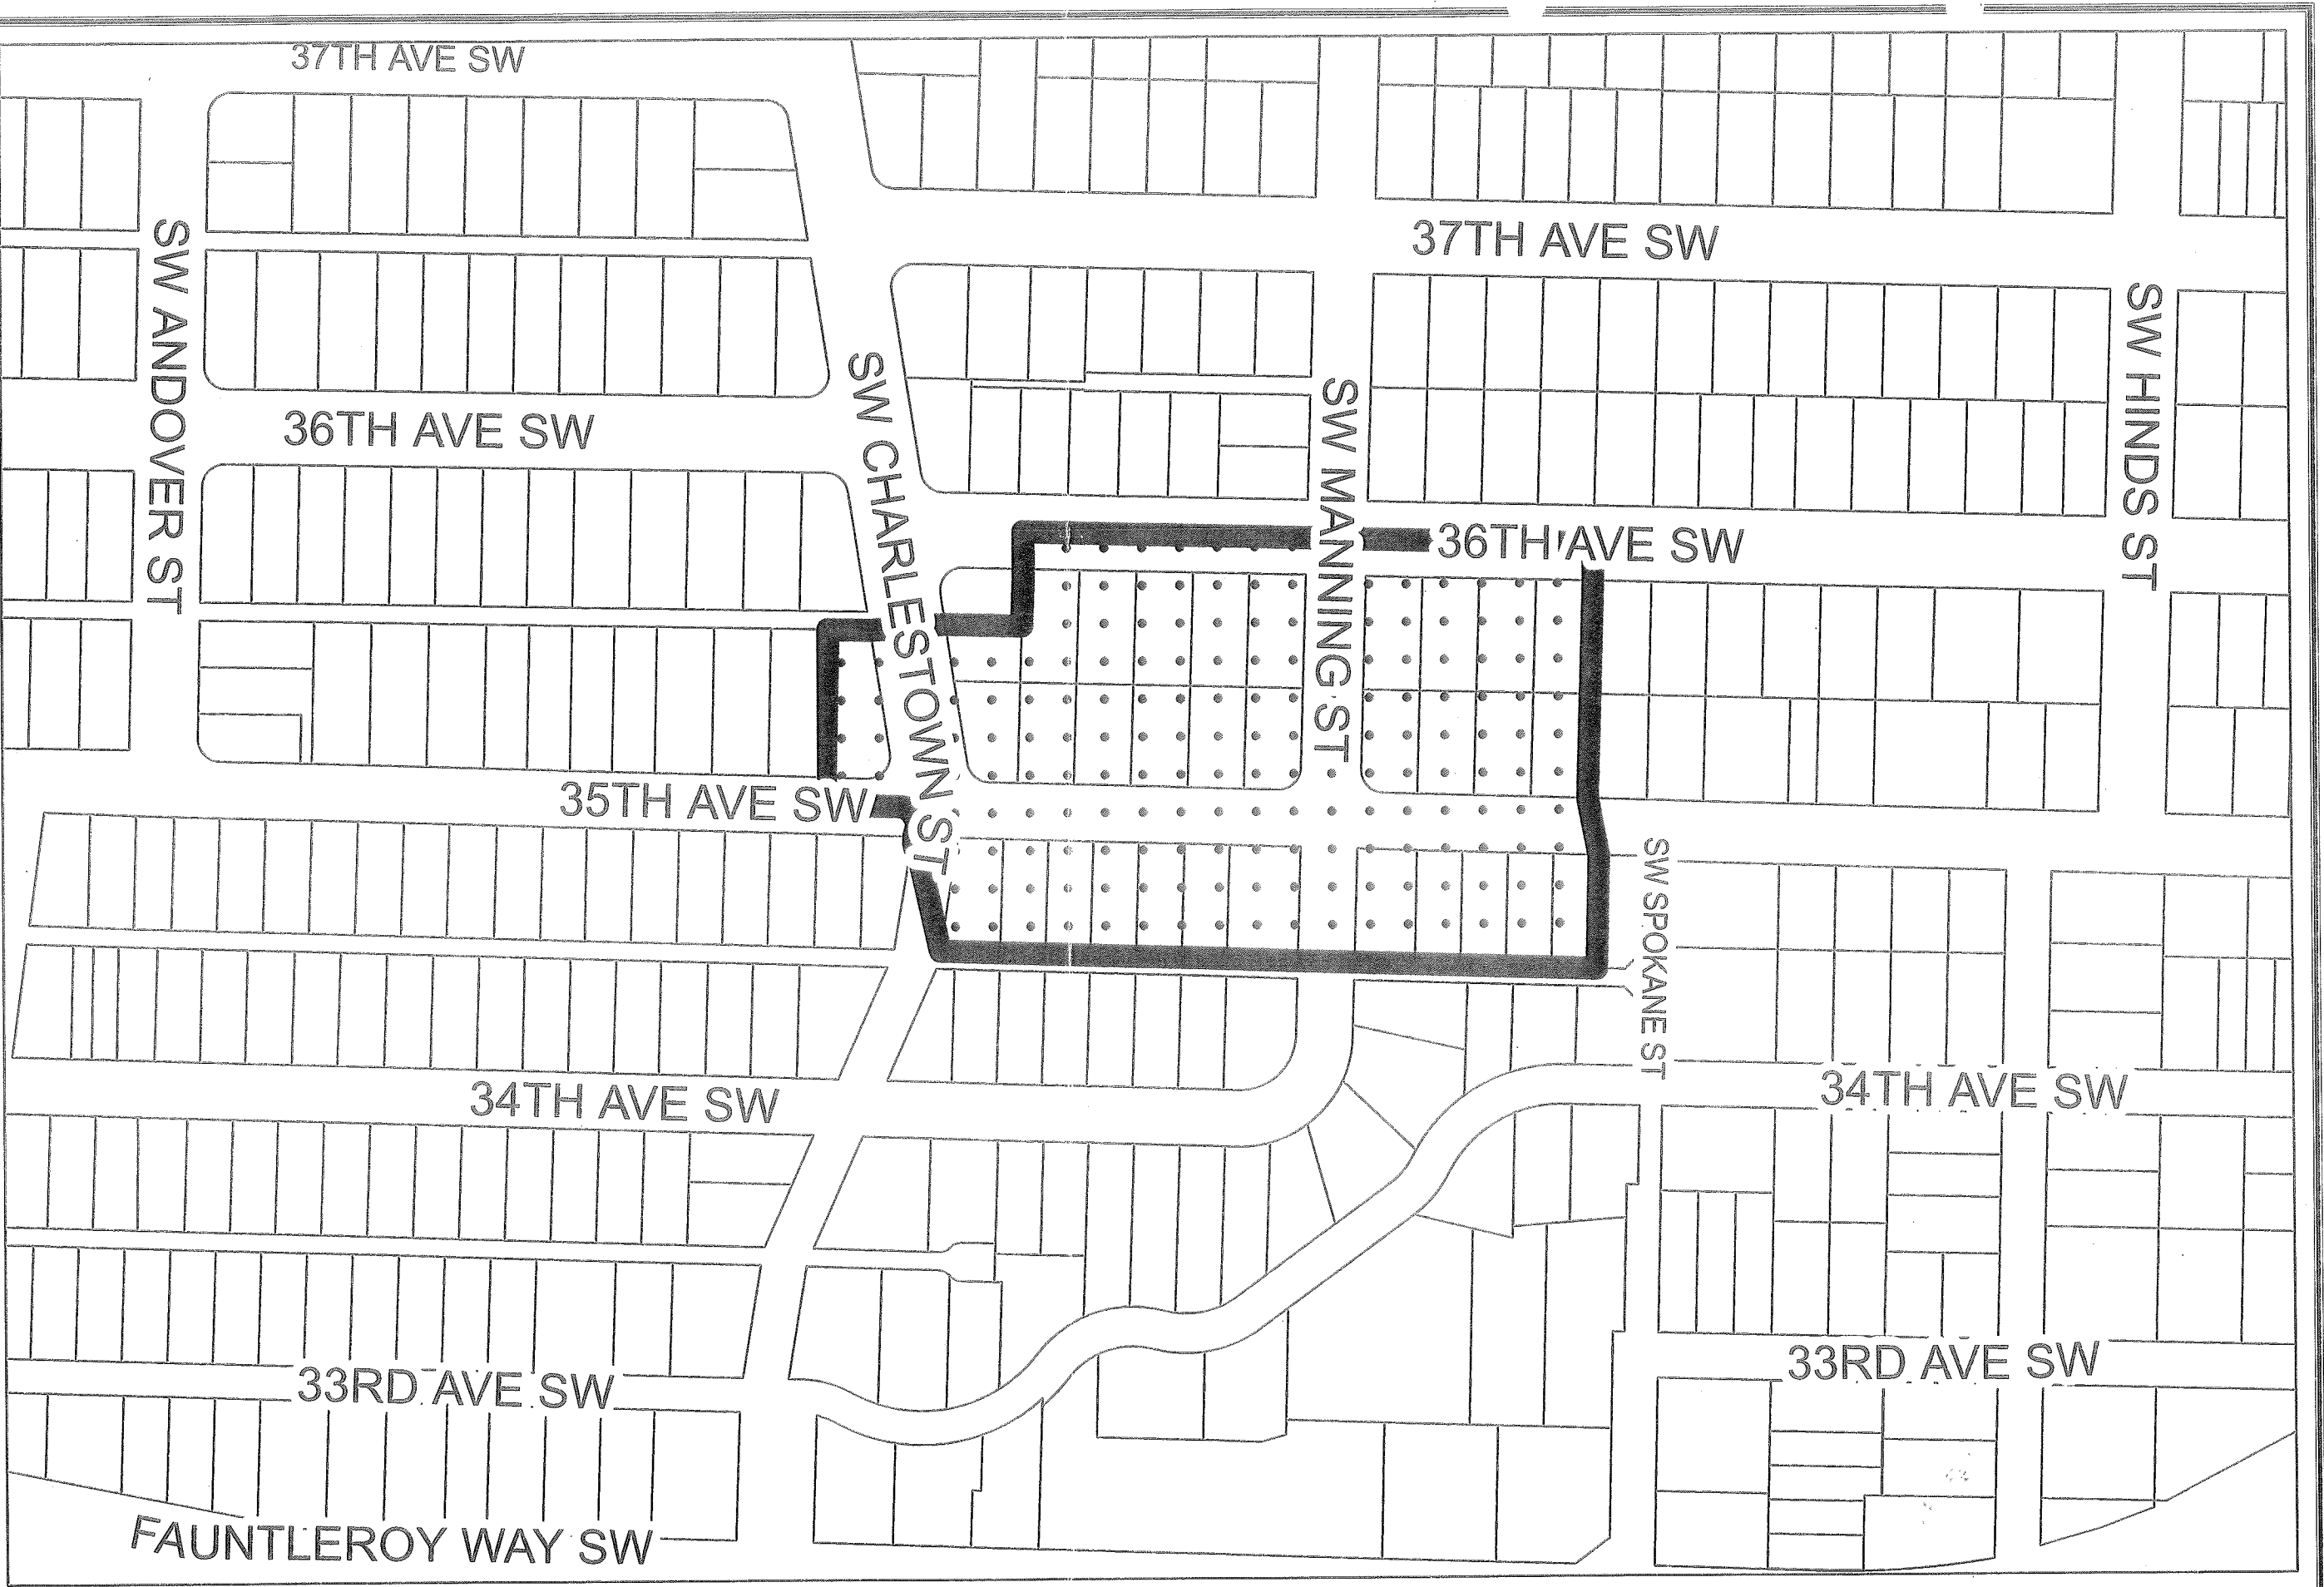 37TH AVE SW
37TH AVE SW
SW ANDOVER ST
SW HINDS ST
SW CHARLESTOWN ST
SW MANNING ST
36TH AVE SW
36TH AVE SW
35TH AVE SW
SW SPOKANE ST
34TH AVE SW
34TH AVE SW
33RD AVE SW
33RD AVE SW
FAUNTLEROY WAY SW